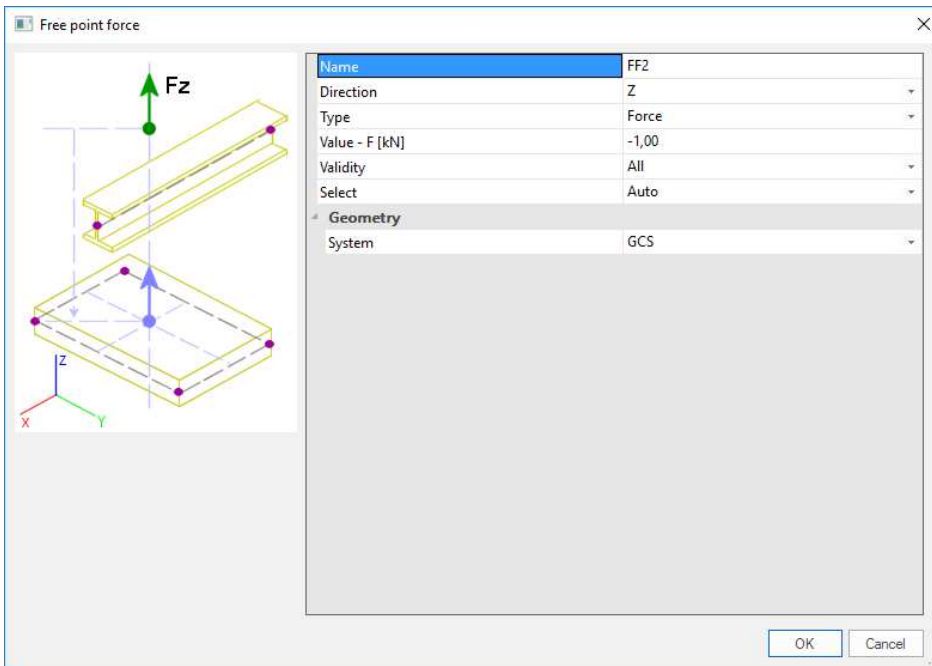 Free point force
Fz
Z
X
Y
Name FF2
Direction Z
Type Force
Value - F [kN] -1,00
Validity All
Select Auto
Geometry
System GCS
OK Cancel